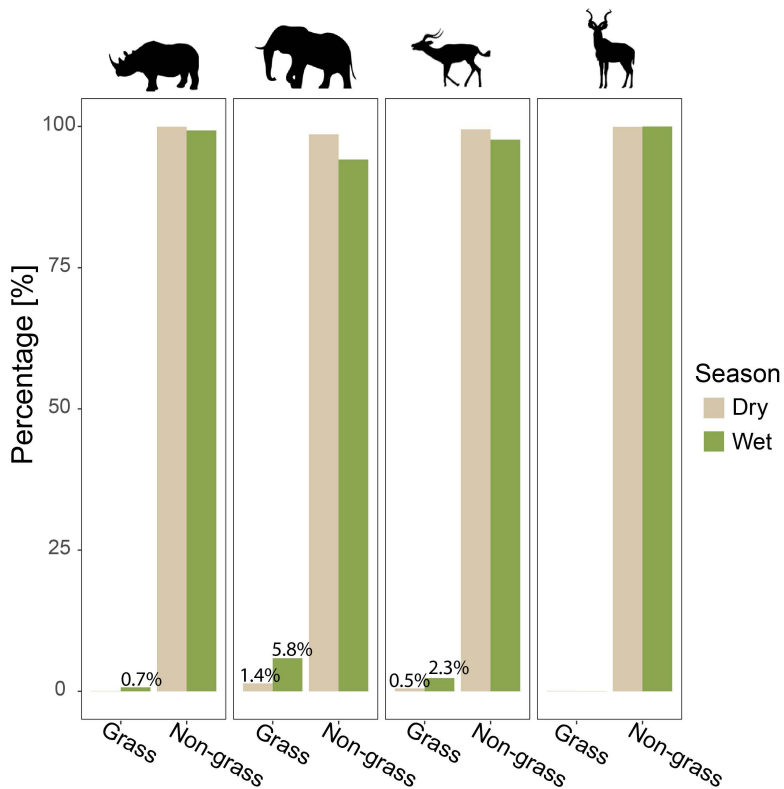 Percentage [%]
100
75
50
25
0
0.7%
1.4%
5.8%
0.5%
2.3%
Grass
Non-grass
Grass
Non-grass
Grass
Non-grass
Grass
Non-grass
Season
Dry
Wet